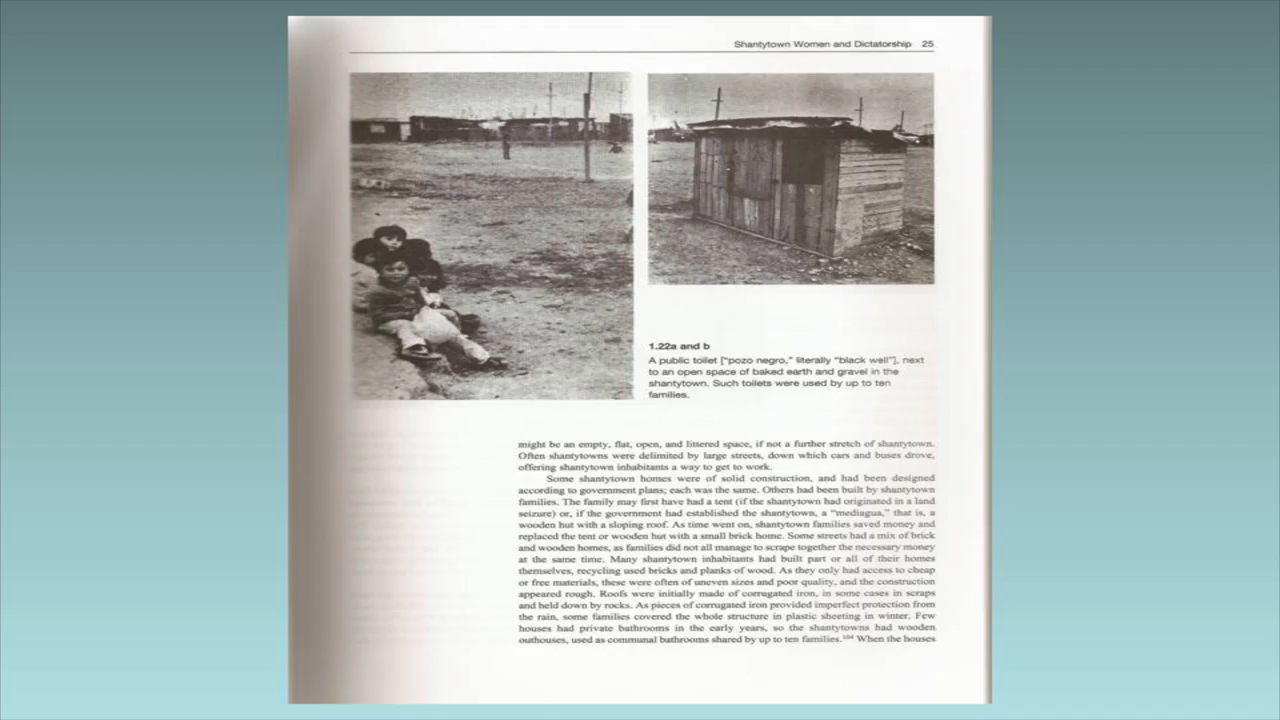 Shantytown Women and Dictatorship 25
1.22a and b
A public toilet ["pozo negro," literally "black well"], next
to an open space of baked earth and gravel in the
shantytown. Such toilets were used by up to ten
families.
might be an empty, flat, open, and littered space, if not a further stretch of shantytown.
Often shantytowns were delimited by large streets, down which cars and buses drove,
offering shantytown inhabitants a way to get to work.
Some shantytown homes were of solid construction, and had been designed
according to government plans; each was the same. Others had been built by shantytown
families. The family may first have had a tent (if the shantytown had originated in a land
seizure) or, if the government had established the shantytown, a "mediagua," that is, a
wooden hut with a sloping roof. As time went on, shantytown families saved money and
replaced the tent or wooden hut with a small brick home. Some streets had a mix of brick
and wooden homes, as families did not all manage to scrape together the necessary money
at the same time. Many shantytown inhabitants had built part or all of their homes
themselves, recycling used bricks and planks of wood. As they only had access to cheap
or free materials, these were often of uneven sizes and poor quality, and the construction
appeared rough. Roofs were initially made of corrugated iron, in some cases in scraps
and held down by rocks. As pieces of corrugated iron provided imperfect protection from
the rain, some families covered the whole structure in plastic sheeting in winter. Few
houses had private bathrooms in the early years, so the shantytowns had wooden
outhouses, used as communal bathrooms shared by up to ten families.¹⁰⁴ When the houses